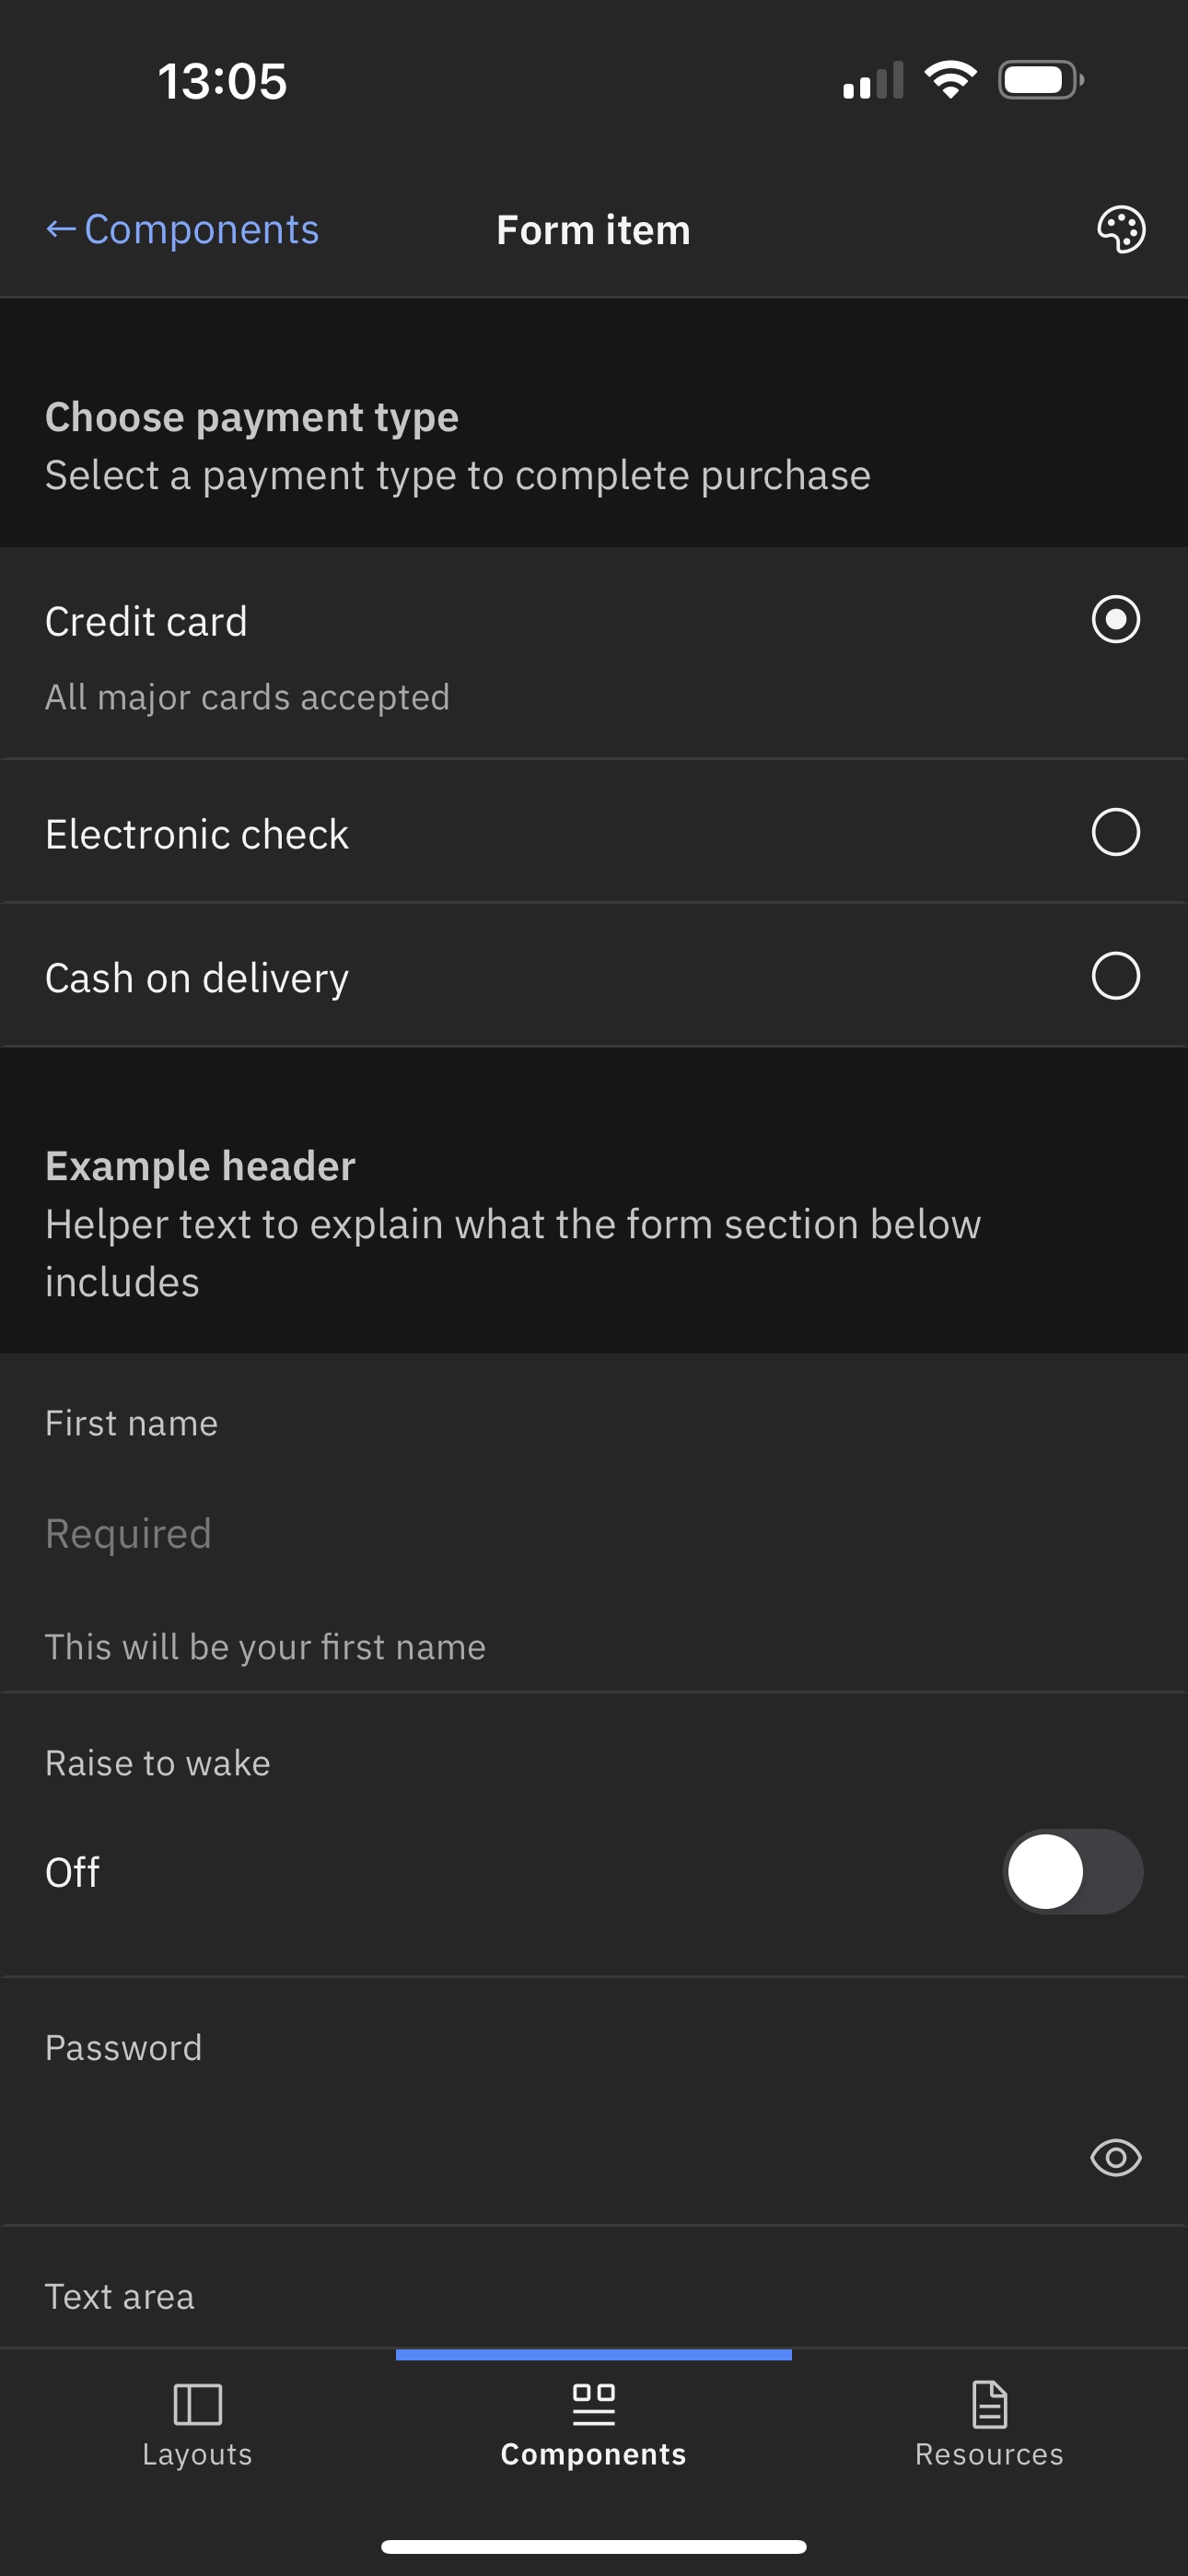 13:05
Components
Form item
Choose payment type
Select a payment type to complete purchase
Credit card
All major cards accepted
Electronic check
Cash on delivery
Example header
Helper text to explain what the form section below
includes
First name
Required
This will be your first name
Raise to wake
Off
Password
Text area
Layouts
Components
Resources